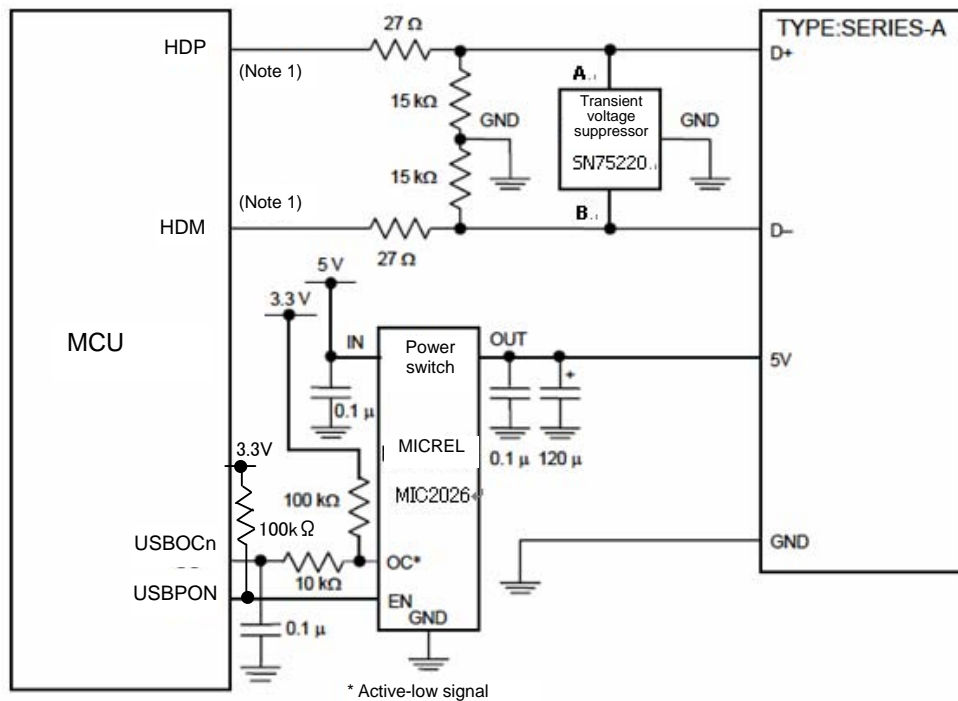 TYPE:SERIES-A
HDP
(Note 1)
27 Ω
15 kΩ
GND
15 kΩ
A
Transient
voltage
suppressor
SN75220
B
GND
D+
HDM
(Note 1)
27 Ω
D–
MCU
5 V
3.3 V
IN
0.1 µ
Power
switch
MICREL
MIC2026
OUT
0.1 µ
120 µ
+
5V
3.3V
100kΩ
100 kΩ
USBOCn
10 kΩ
OC*
USBPON
EN
GND
0.1 µ
GND
* Active-low signal